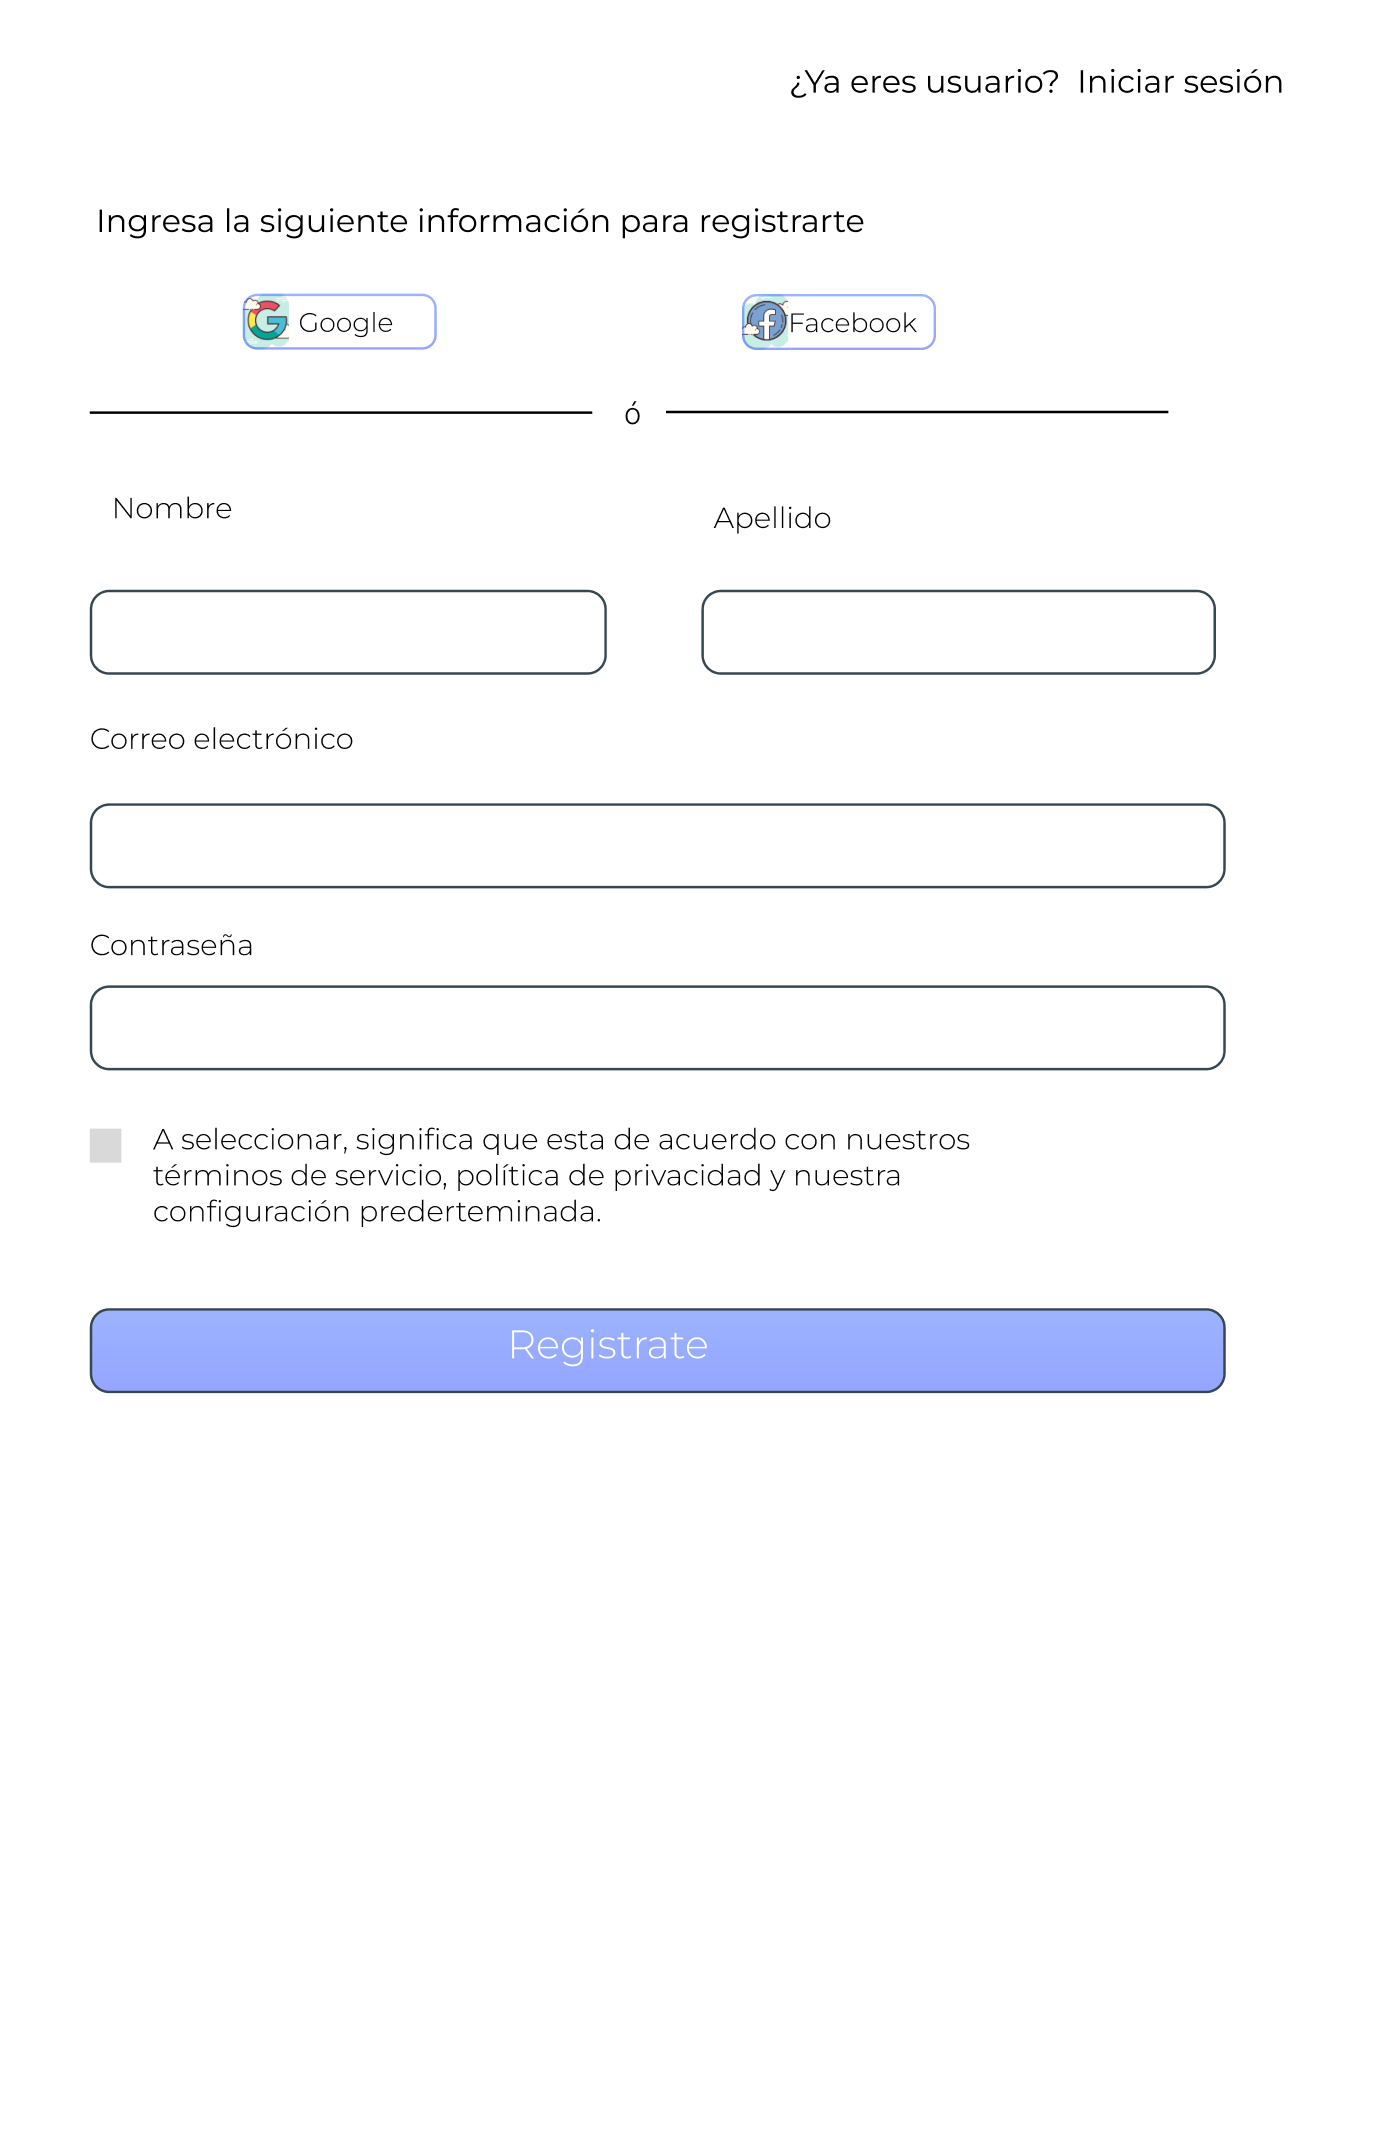 ¿Ya eres usuario? Iniciar sesión
Ingresa la siguiente información para registrarte
Google
Facebook
ó
Nombre
Apellido
Correo electrónico
Contraseña
A seleccionar, significa que esta de acuerdo con nuestros
términos de servicio, política de privacidad y nuestra
configuración prederteminada.
Registrate